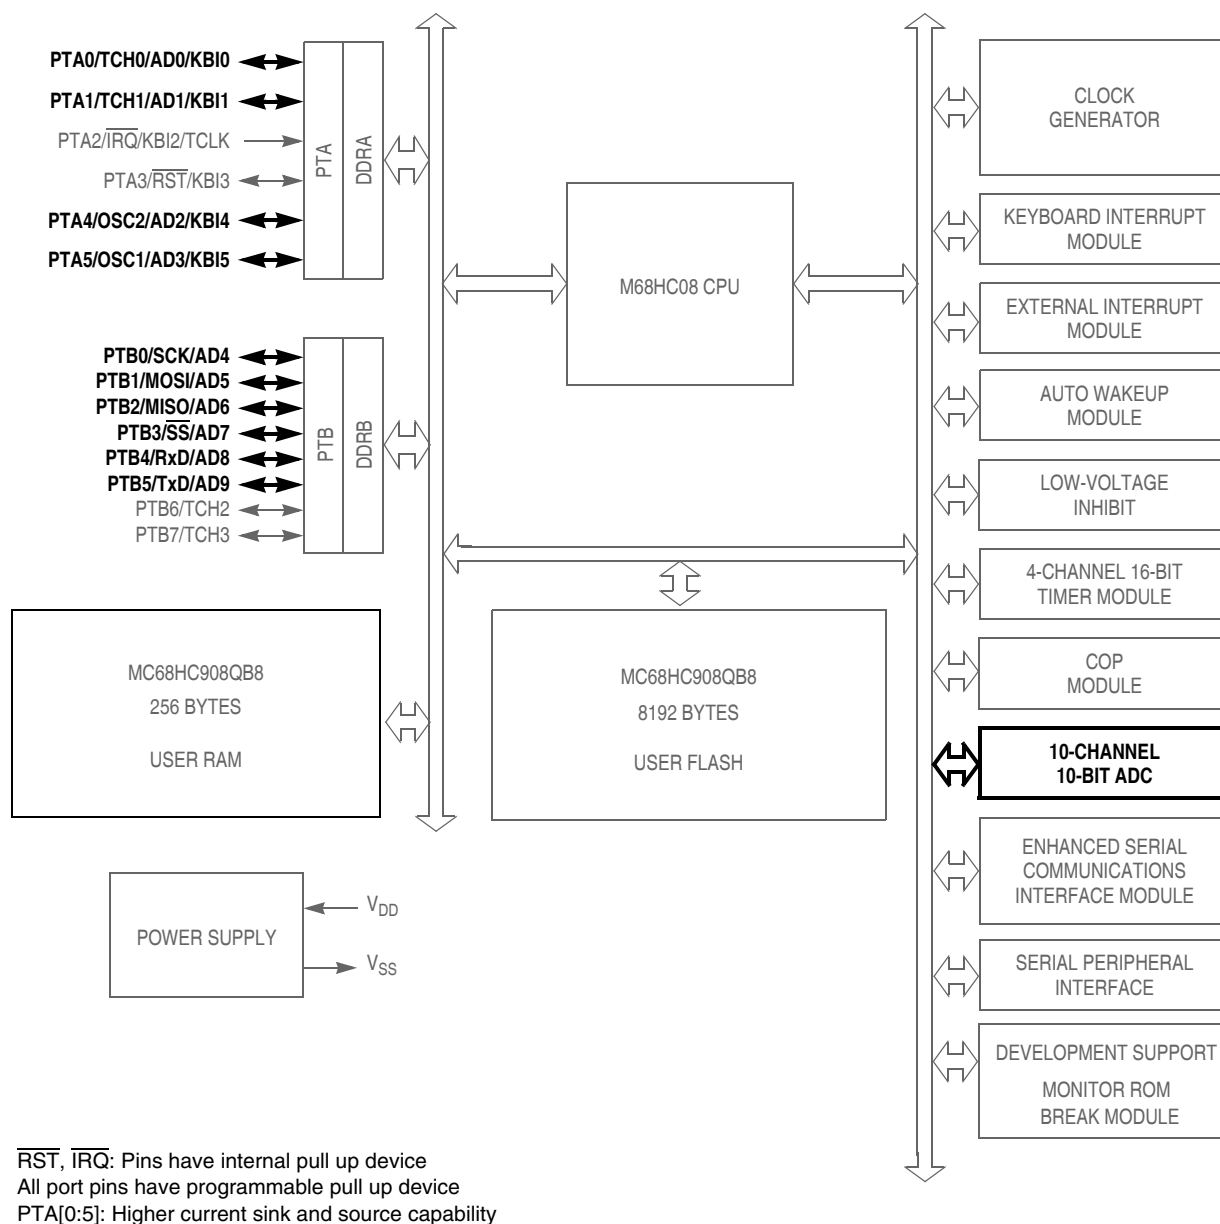 PTA0/TCH0/AD0/KBI0
PTA1/TCH1/AD1/KBI1
PTA2/I̅R̅Q̅/KBI2/TCLK
PTA3/R̅S̅T̅/KBI3
PTA4/OSC2/AD2/KBI4
PTA5/OSC1/AD3/KBI5
PTA
DDRA
PTB0/SCK/AD4
PTB1/MOSI/AD5
PTB2/MISO/AD6
PTB3/S̅S̅/AD7
PTB4/RxD/AD8
PTB5/TxD/AD9
PTB6/TCH2
PTB7/TCH3
PTB
DDRB
M68HC08 CPU
MC68HC908QB8
256 BYTES
USER RAM
MC68HC908QB8
8192 BYTES
USER FLASH
POWER SUPPLY
VDD
VSS
CLOCK
GENERATOR
KEYBOARD INTERRUPT
MODULE
EXTERNAL INTERRUPT
MODULE
AUTO WAKEUP
MODULE
LOW-VOLTAGE
INHIBIT
4-CHANNEL 16-BIT
TIMER MODULE
COP
MODULE
10-CHANNEL
10-BIT ADC
ENHANCED SERIAL
COMMUNICATIONS
INTERFACE MODULE
SERIAL PERIPHERAL
INTERFACE
DEVELOPMENT SUPPORT
MONITOR ROM
BREAK MODULE
R̅S̅T̅, I̅R̅Q̅: Pins have internal pull up device
All port pins have programmable pull up device
PTA[0:5]: Higher current sink and source capability